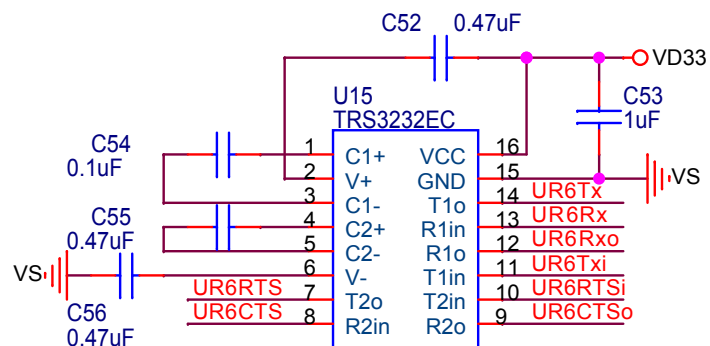 C52 0.47uF
VD33
U15
TRS3232EC
C53
1uF
C54
0.1uF
1 C1+ VCC 16
2 V+ GND 15
VS
3 C1- T1o 14 UR6Tx
4 C2+ R1in 13 UR6Rx
C55
0.47uF
5 C2- R1o 12 UR6Rxo
VS
6 V- T1in 11 UR6Txi
UR6RTS 7 T2o T2in 10 UR6RTSi
UR6CTS 8 R2in R2o 9 UR6CTSo
C56
0.47uF